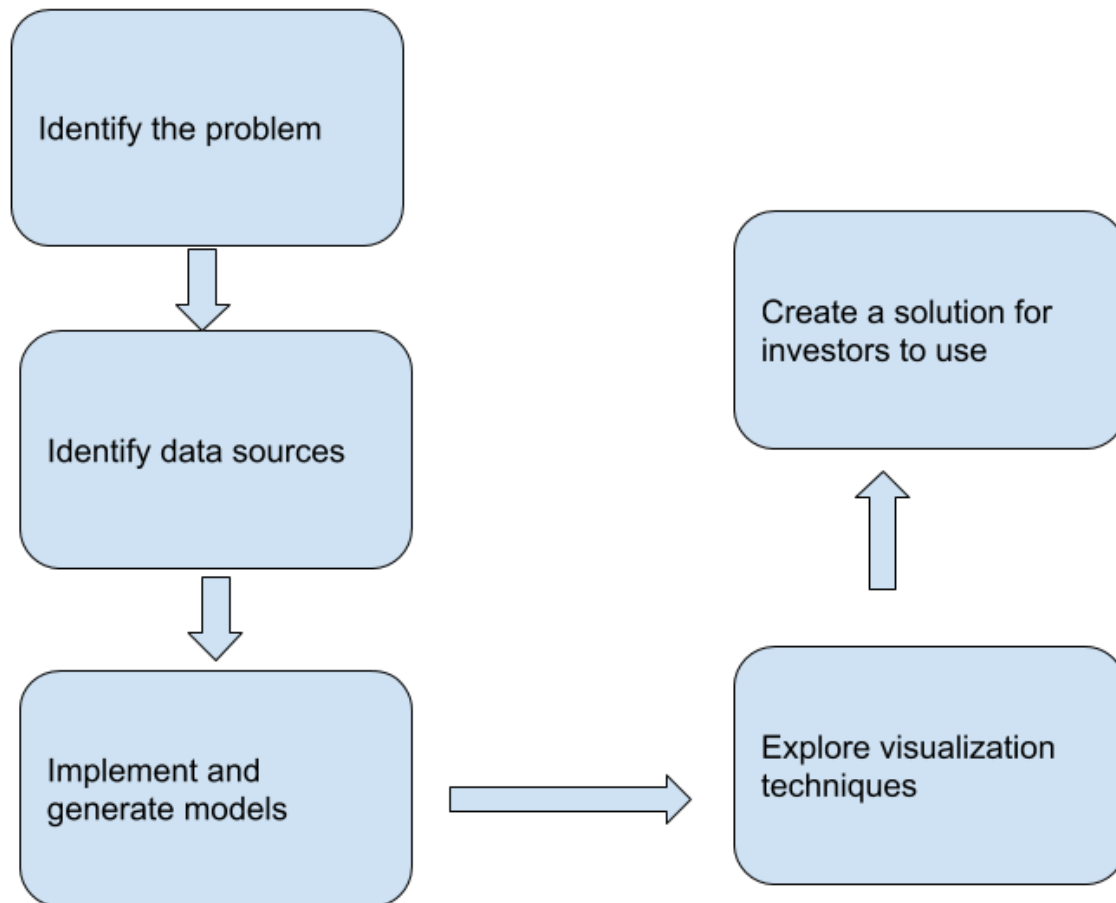 Identify the problem
Identify data sources
Implement and
generate models
Explore visualization
techniques
Create a solution for
investors to use